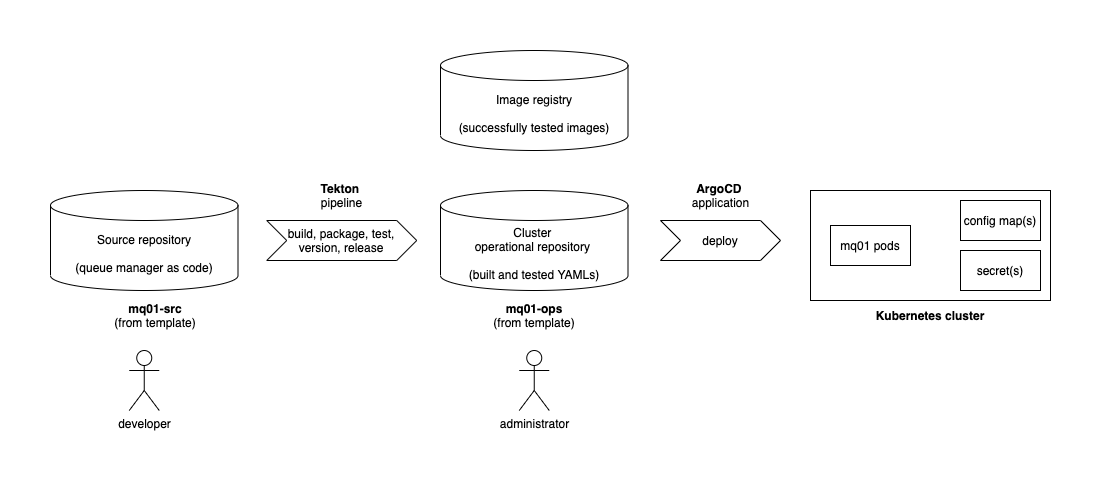 Image registry
(successfully tested images)
Source repository
(queue manager as code)
mq01-src
(from template)
developer
Tekton
pipeline
build, package, test,
version, release
Cluster
operational repository
(built and tested YAMLs)
mq01-ops
(from template)
administrator
ArgoCD
application
deploy
mq01 pods
config map(s)
secret(s)
Kubernetes cluster